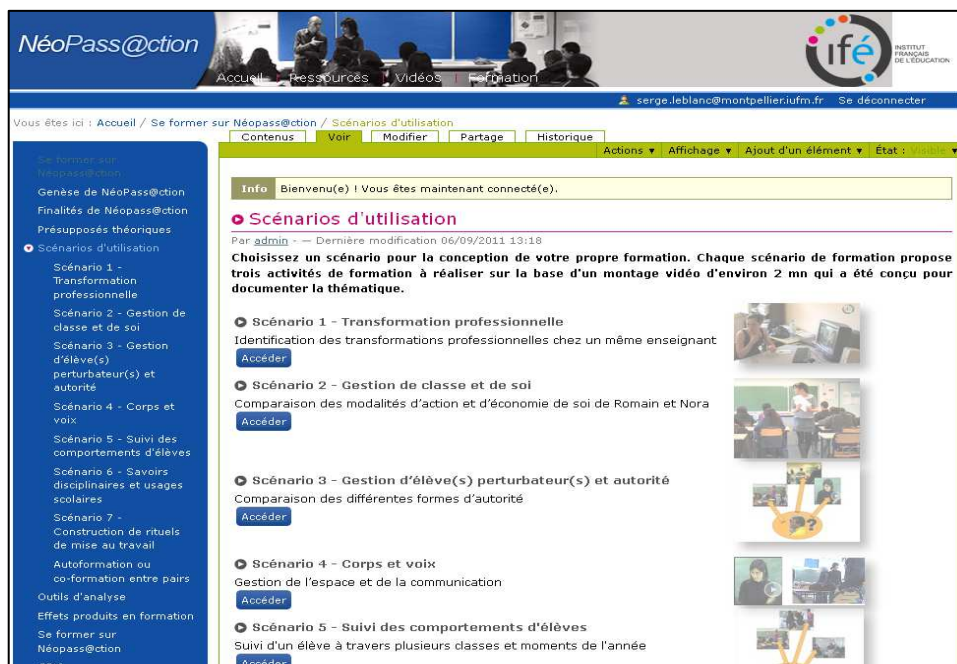 NéoPass@ction
Accueil | Ressources | Vidéos | Formation
ifé
INSTITUT
FRANÇAIS
DE L'ÉDUCATION
serge.leblanc@montpellier.iufm.fr Se déconnecter
Vous êtes ici : Accueil / Se former sur Néopass@ction / Scénarios d'utilisation
Contenus Voir Modifier Partage Historique
Actions Affichage Ajout d'un élément État : Visible
Se former sur
Néopass@ction
Genèse de NéoPass@ction
Finalités de Néopass@ction
Présupposés théoriques
Scénarios d'utilisation
Scénario 1 -
Transformation
professionnelle
Scénario 2 - Gestion de
classe et de soi
Scénario 3 - Gestion
d'élève(s)
perturbateur(s) et
autorité
Scénario 4 - Corps et
voix
Scénario 5 - Suivi des
comportements d'élèves
Scénario 6 - Savoirs
disciplinaires et usages
scolaires
Scénario 7 -
Construction de rituels
de mise au travail
Autoformation ou
co-formation entre pairs
Outils d'analyse
Effets produits en formation
Se former sur
Néopass@ction
Info Bienvenu(e) ! Vous êtes maintenant connecté(e).
Scénarios d'utilisation
Par admin - — Dernière modification 06/09/2011 13:18
Choisissez un scénario pour la conception de votre propre formation. Chaque scénario de formation propose
trois activités de formation à réaliser sur la base d'un montage vidéo d'environ 2 mn qui a été conçu pour
documenter la thématique.
Scénario 1 - Transformation professionnelle
Identification des transformations professionnelles chez un même enseignant
Accéder
Scénario 2 - Gestion de classe et de soi
Comparaison des modalités d'action et d'économie de soi de Romain et Nora
Accéder
Scénario 3 - Gestion d'élève(s) perturbateur(s) et autorité
Comparaison des différentes formes d'autorité
Accéder
Scénario 4 - Corps et voix
Gestion de l'espace et de la communication
Accéder
Scénario 5 - Suivi des comportements d'élèves
Suivi d'un élève à travers plusieurs classes et moments de l'année
Accéder